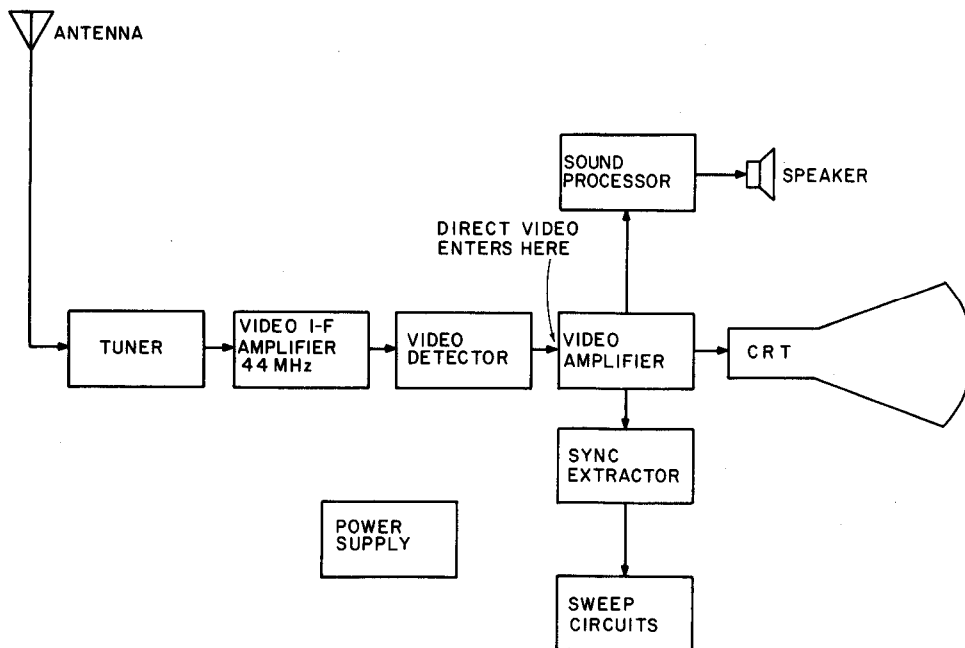 ANTENNA
SOUND
PROCESSOR
SPEAKER
DIRECT VIDEO
ENTERS HERE
TUNER
VIDEO I-F
AMPLIFIER
44 MHz
VIDEO
DETECTOR
VIDEO
AMPLIFIER
CRT
SYNC
EXTRACTOR
POWER
SUPPLY
SWEEP
CIRCUITS